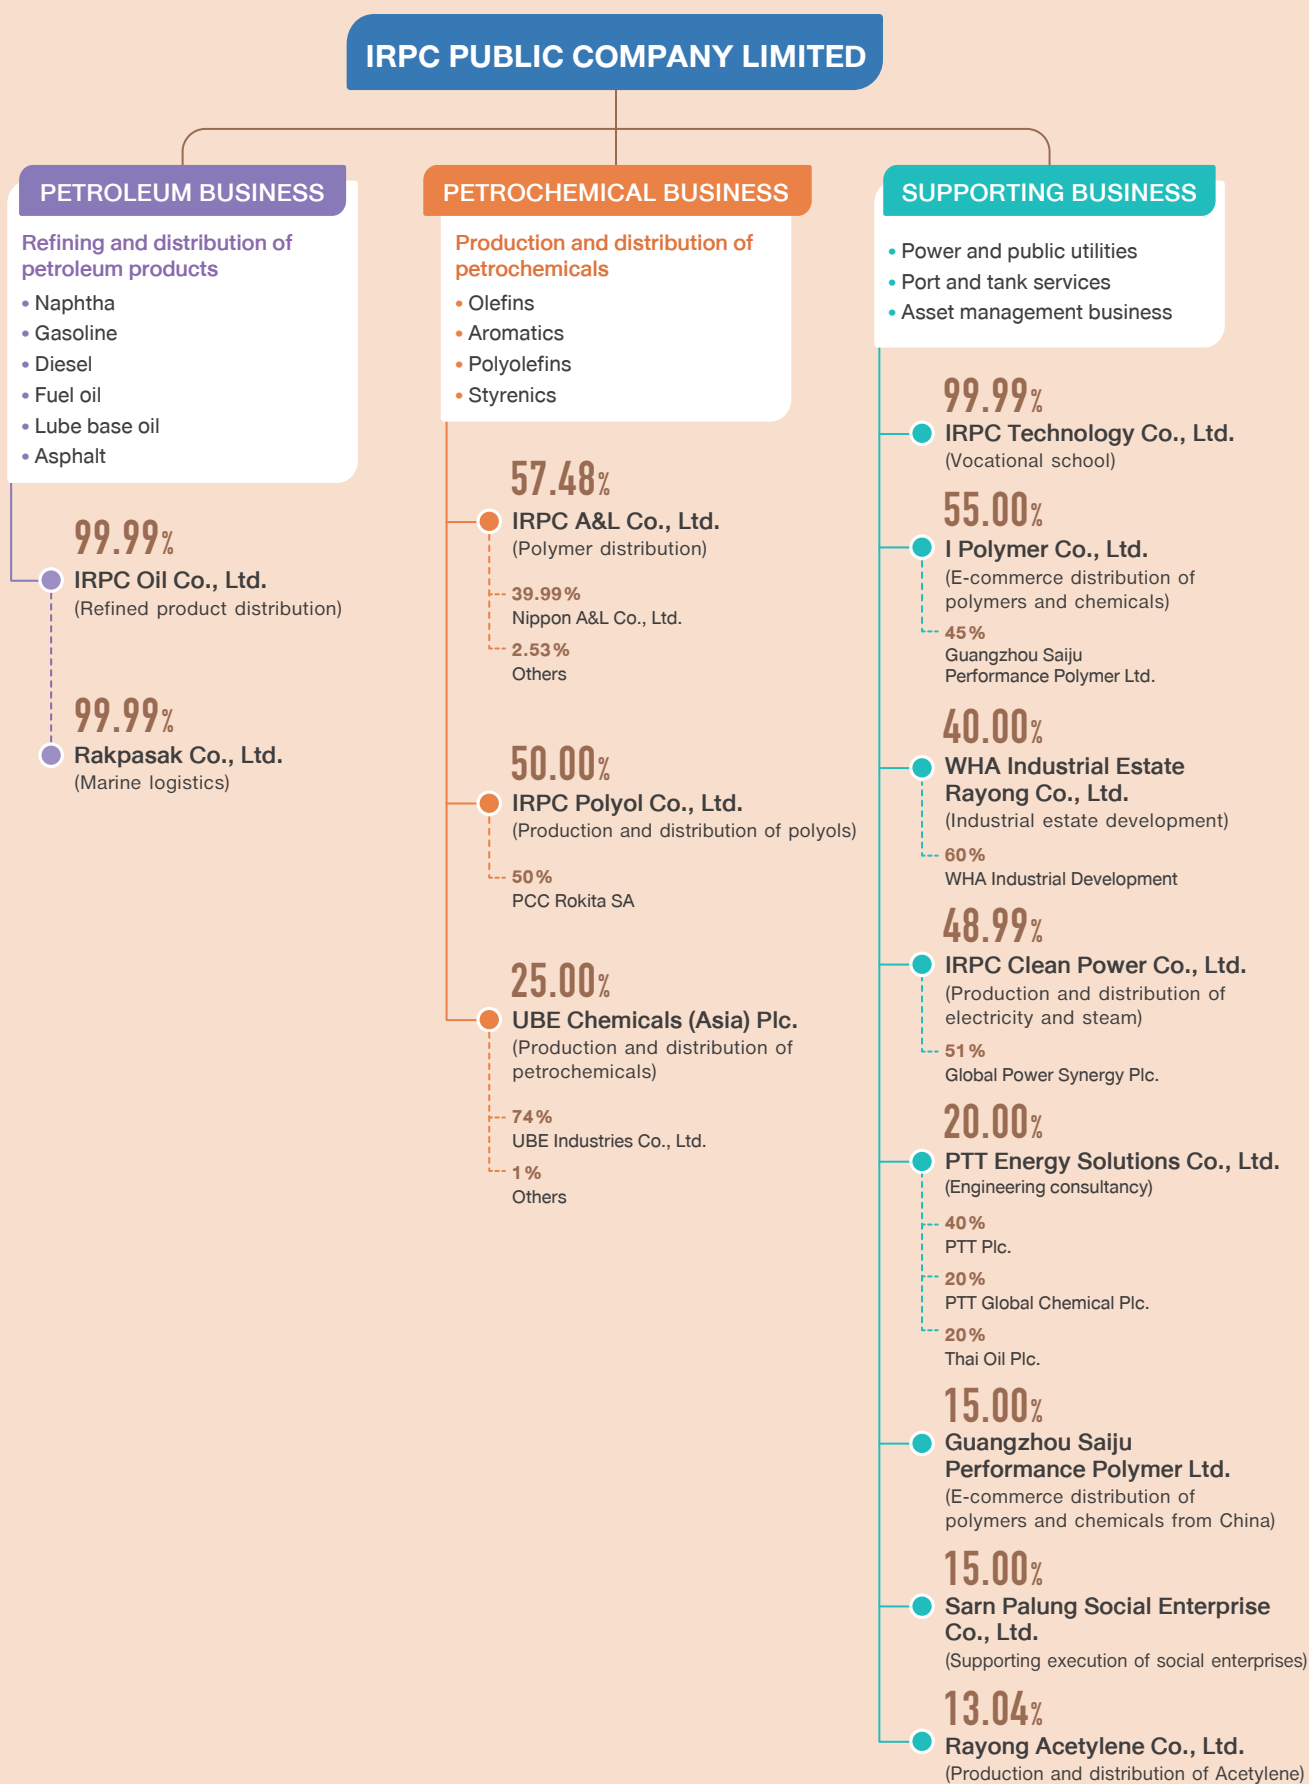 IRPC PUBLIC COMPANY LIMITED
PETROLEUM BUSINESS
Refining and distribution of
petroleum products
• Naphtha
• Gasoline
• Diesel
• Fuel oil
• Lube base oil
• Asphalt
99.99%
IRPC Oil Co., Ltd.
(Refined product distribution)
99.99%
Rakpasak Co., Ltd.
(Marine logistics)
PETROCHEMICAL BUSINESS
Production and distribution of
petrochemicals
• Olefins
• Aromatics
• Polyolefins
• Styrenics
57.48%
IRPC A&L Co., Ltd.
(Polymer distribution)
39.99%
Nippon A&L Co., Ltd.
2.53%
Others
50.00%
IRPC Polyol Co., Ltd.
(Production and distribution of polyols)
50%
PCC Rokita SA
25.00%
UBE Chemicals (Asia) Plc.
(Production and distribution of
petrochemicals)
74%
UBE Industries Co., Ltd.
1%
Others
SUPPORTING BUSINESS
• Power and public utilities
• Port and tank services
• Asset management business
99.99%
IRPC Technology Co., Ltd.
(Vocational school)
55.00%
I Polymer Co., Ltd.
(E-commerce distribution of
polymers and chemicals)
45%
Guangzhou Saiju
Performance Polymer Ltd.
40.00%
WHA Industrial Estate
Rayong Co., Ltd.
(Industrial estate development)
60%
WHA Industrial Development
48.99%
IRPC Clean Power Co., Ltd.
(Production and distribution of
electricity and steam)
51%
Global Power Synergy Plc.
20.00%
PTT Energy Solutions Co., Ltd.
(Engineering consultancy)
40%
PTT Plc.
20%
PTT Global Chemical Plc.
20%
Thai Oil Plc.
15.00%
Guangzhou Saiju
Performance Polymer Ltd.
(E-commerce distribution of
polymers and chemicals from China)
15.00%
Sarn Palung Social Enterprise
Co., Ltd.
(Supporting execution of social enterprises)
13.04%
Rayong Acetylene Co., Ltd.
(Production and distribution of Acetylene)